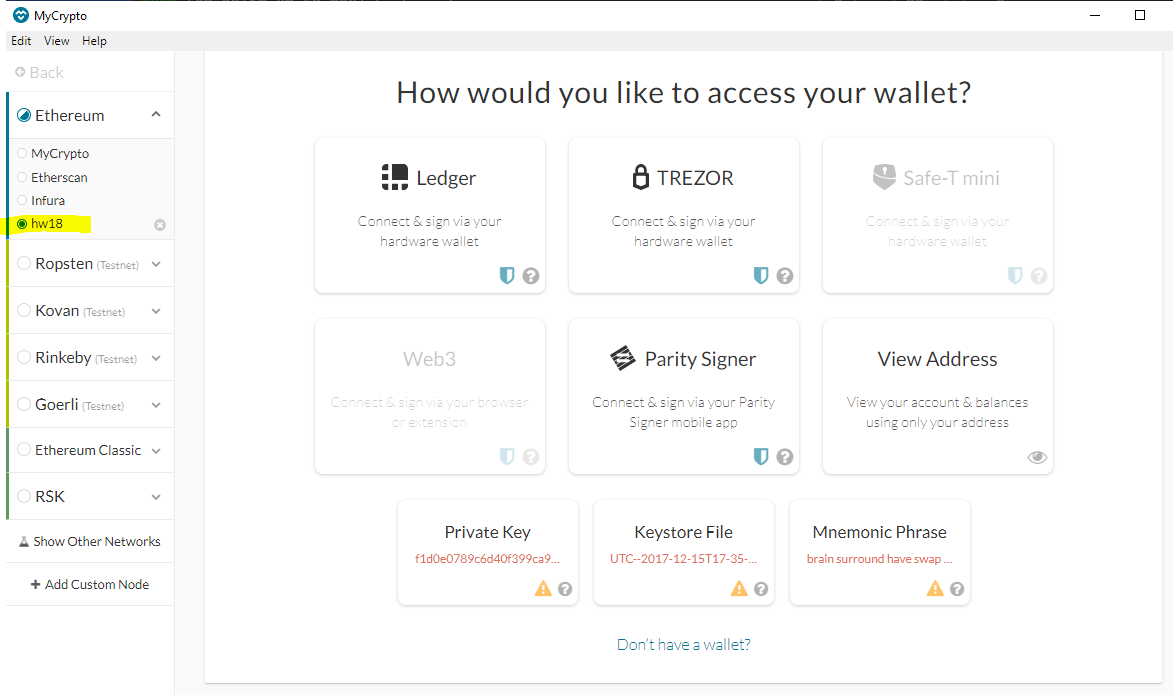 MyCrypto
Edit View Help
Back
Ethereum
MyCrypto
Etherscan
Infura
hw18
Ropsten (Testnet)
Kovan (Testnet)
Rinkeby (Testnet)
Goerli (Testnet)
Ethereum Classic
RSK
Show Other Networks
+ Add Custom Node
How would you like to access your wallet?
Ledger
Connect & sign via your
hardware wallet
?
TREZOR
Connect & sign via your
hardware wallet
?
Safe-T mini
Connect & sign via your
hardware wallet
?
Web3
Connect & sign via your browser
or extension
?
Parity Signer
Connect & sign via your Parity
Signer mobile app
?
View Address
View your account & balances
using only your address
Private Key
f1d0e0789c6d40f399ca9...
?
Keystore File
UTC--2017-12-15T17-35-...
?
Mnemonic Phrase
brain surround have swap ...
?
Don't have a wallet?